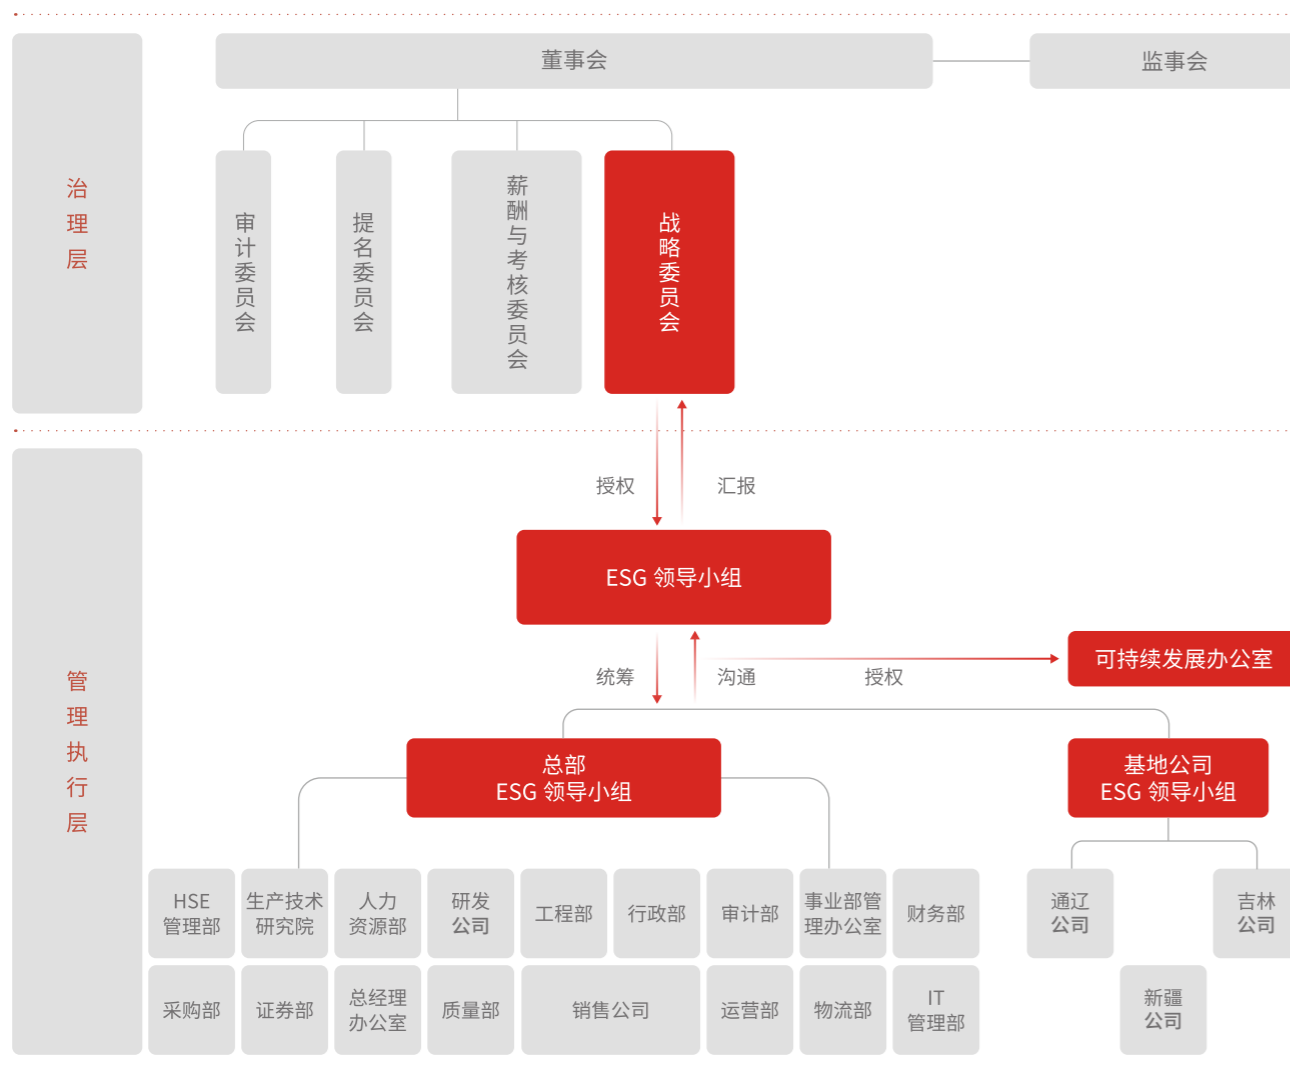 董事会
监事会
治理层
审计委员会
提名委员会
薪酬与考核委员会
战略委员会
授权
汇报
ESG 领导小组
可持续发展办公室
统筹
沟通
授权
管理执行层
总部
ESG 领导小组
基地公司
ESG 领导小组
HSE
管理部
生产技术
研究院
人力
资源部
研发
公司
工程部
行政部
审计部
事业部管
理办公室
财务部
通辽
公司
吉林
公司
采购部
证券部
总经理
办公室
质量部
销售公司
运营部
物流部
IT
管理部
新疆
公司